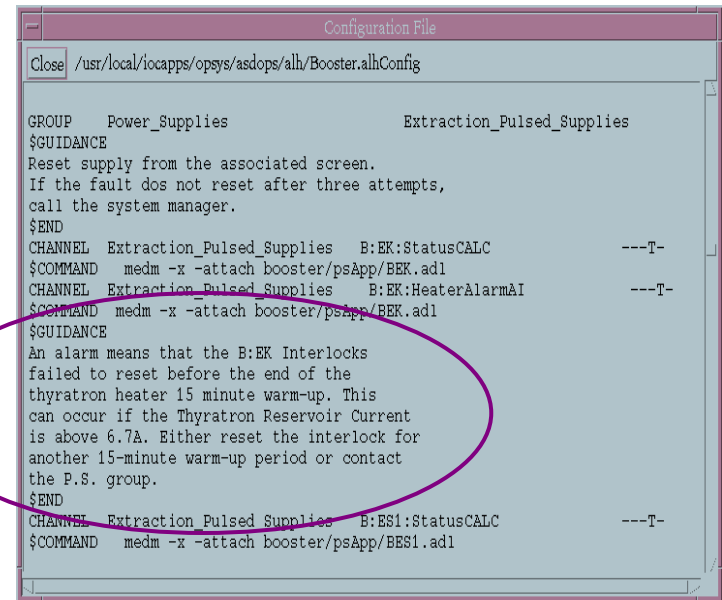 Configuration File
Close /usr/local/iocapps/opsys/asdops/alh/Booster.alhConfig
GROUP Power_Supplies Extraction_Pulsed_Supplies
$GUIDANCE
Reset supply from the associated screen.
If the fault dos not reset after three attempts,
call the system manager.
$END
CHANNEL Extraction_Pulsed_Supplies B:EK:StatusCALC ---T-
$COMMAND medm -x -attach booster/psApp/BEK.adl
CHANNEL Extraction_Pulsed_Supplies B:EK:HeaterAlarmAI ---T-
$COMMAND medm -x -attach booster/psApp/BEK.adl
$GUIDANCE
An alarm means that the B:EK Interlocks
failed to reset before the end of the
thyratron heater 15 minute warm-up. This
can occur if the Thyratron Reservoir Current
is above 6.7A. Either reset the interlock for
another 15-minute warm-up period or contact
the P.S. group.
$END
CHANNEL Extraction_Pulsed_Supplies B:ES1:StatusCALC ---T-
$COMMAND medm -x -attach booster/psApp/BES1.adl